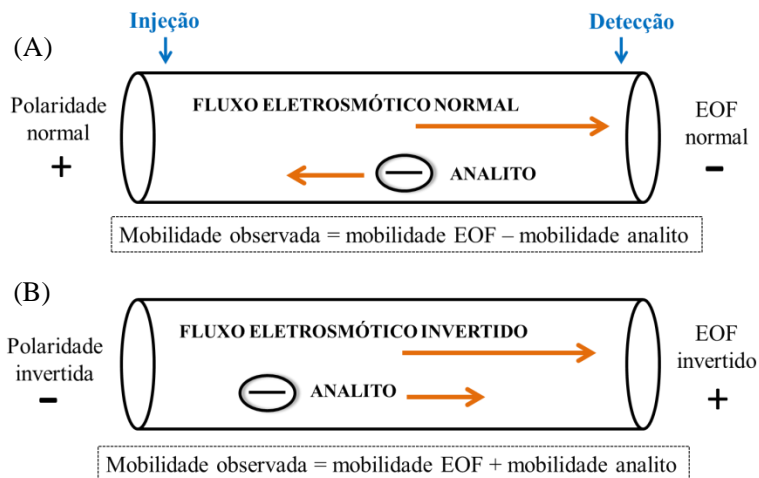 Injeção
Detecção
(A)
Polaridade
normal
+
FLUXO ELETROSMÓTICO NORMAL
ANALITO
EOF
normal
-
Mobilidade observada = mobilidade EOF – mobilidade analito
(B)
Polaridade
invertida
-
FLUXO ELETROSMÓTICO INVERTIDO
ANALITO
EOF
invertido
+
Mobilidade observada = mobilidade EOF + mobilidade analito